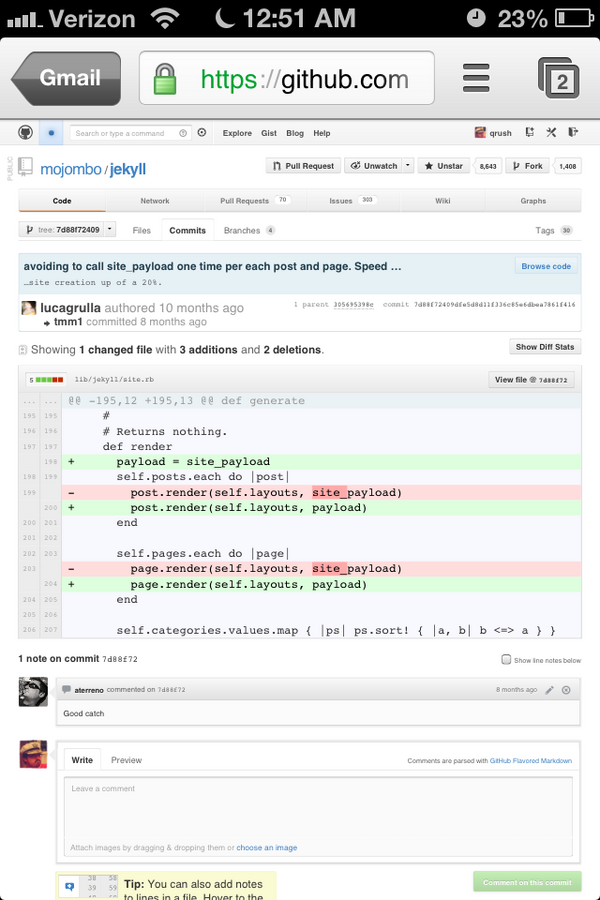 Verizon 12:51 AM 23%
Gmail https://github.com 2
Search or type a command Explore Gist Blog Help qrush
PUBLIC mojombo / jekyll Pull Request Unwatch Unstar 8,643 Fork 1,408
Code Network Pull Requests 70 Issues 303 Wiki Graphs
tree: 7d88f72409 Files Commits Branches 4 Tags 30
avoiding to call site_payload one time per each post and page. Speed … Browse code
…site creation up of a 20%.
lucagrulla authored 10 months ago 1 parent 305695398c commit 7d88f72409dfe5d8d11f336c85e6dbea7861f416
tmm1 committed 8 months ago
Showing 1 changed file with 3 additions and 2 deletions. Show Diff Stats
5 lib/jekyll/site.rb View file @ 7d88f72
... ... @@ -195,12 +195,13 @@ def generate
195 195 #
196 196 # Returns nothing.
197 197 def render
198 + payload = site_payload
198 199 self.posts.each do |post|
199 - post.render(self.layouts, site_payload)
200 + post.render(self.layouts, payload)
200 201 end
201 202
202 203 self.pages.each do |page|
203 - page.render(self.layouts, site_payload)
204 + page.render(self.layouts, payload)
204 205 end
205 206
206 207 self.categories.values.map { |ps| ps.sort! { |a, b| b <=> a } }
1 note on commit 7d88f72 Show line notes below
aterreno commented on 7d88f72 8 months ago
Good catch
Write Preview Comments are parsed with GitHub Flavored Markdown
Leave a comment
Attach images by dragging & dropping them or choose an image
38 58
39 59
40 60
Tip: You can also add notes Comment on this commit
to lines in a file. Hover to the